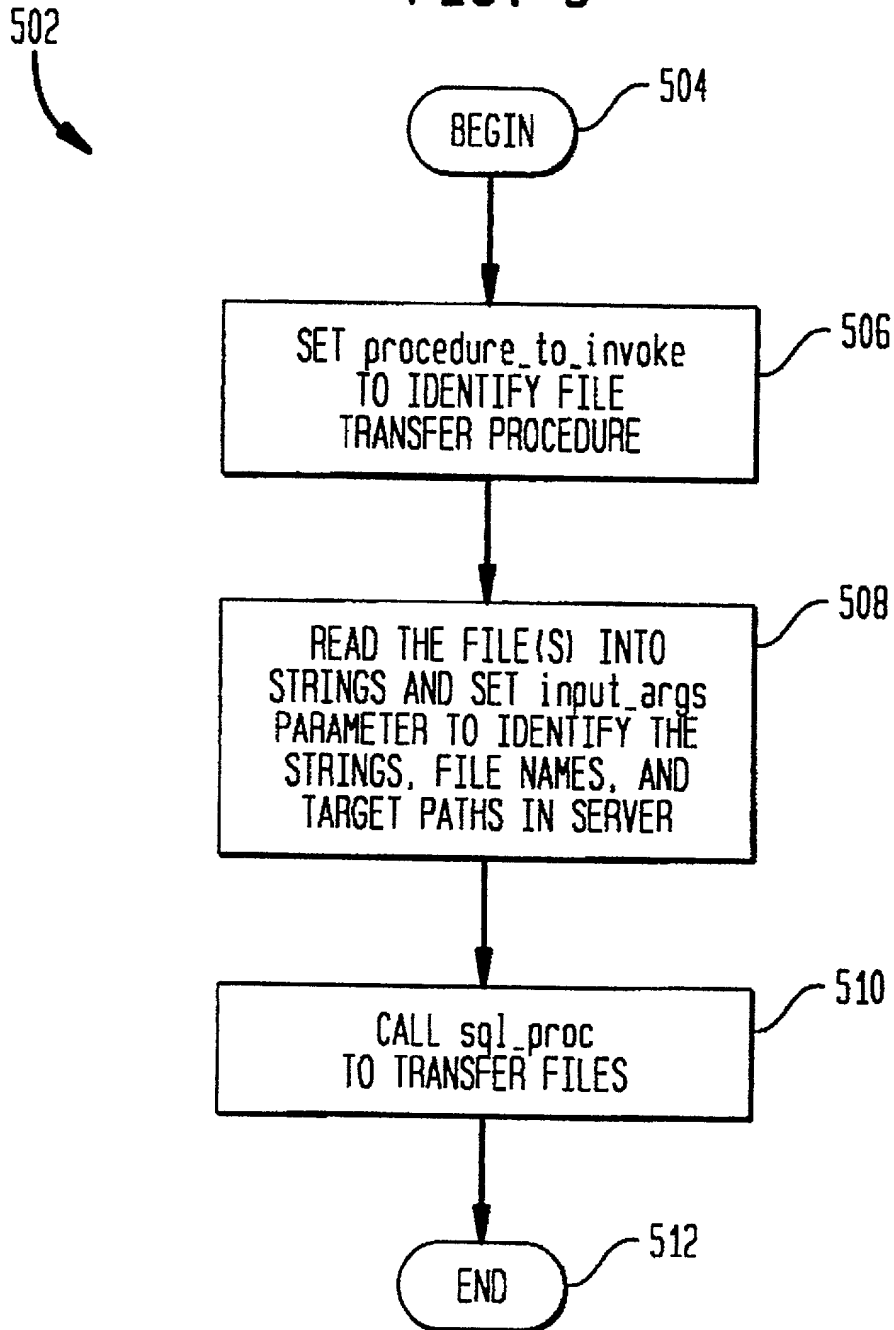 502
504
BEGIN
506
SET procedure_to_invoke
TO IDENTIFY FILE
TRANSFER PROCEDURE
508
READ THE FILE(S) INTO
STRINGS AND SET input_args
PARAMETER TO IDENTIFY THE
STRINGS, FILE NAMES, AND
TARGET PATHS IN SERVER
510
CALL sql_proc
TO TRANSFER FILES
512
END